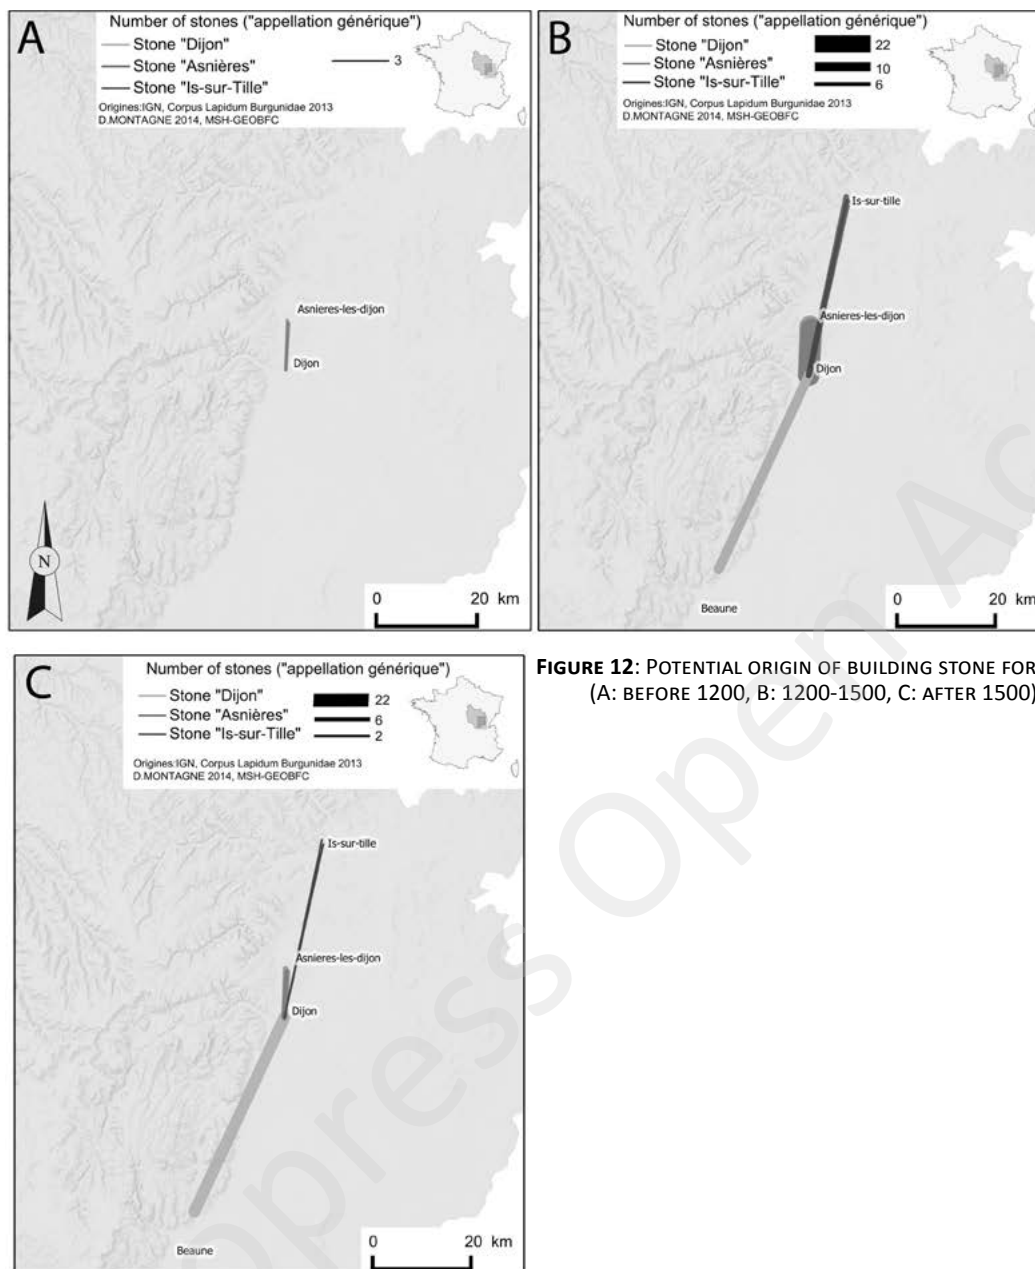 A
Number of stones ("appellation générique")
Stone "Dijon"
Stone "Asnières"
Stone "Is-sur-Tille"
3
Origines:IGN, Corpus Lapidum Burgunidae 2013
D.MONTAGNE 2014, MSH-GEOBFC
Asnieres-les-dijon
Dijon
N
0 20 km
B
Number of stones ("appellation générique")
Stone "Dijon"
Stone "Asnières"
Stone "Is-sur-Tille"
22
10
6
Origines:IGN, Corpus Lapidum Burgunidae 2013
D.MONTAGNE 2014, MSH-GEOBFC
Is-sur-tille
Asnieres-les-dijon
Dijon
Beaune
0 20 km
C
Number of stones ("appellation générique")
Stone "Dijon"
Stone "Asnières"
Stone "Is-sur-Tille"
22
6
2
Origines:IGN, Corpus Lapidum Burgunidae 2013
D.MONTAGNE 2014, MSH-GEOBFC
Is-sur-tille
Asnieres-les-dijon
Dijon
Beaune
0 20 km
FIGURE 12: POTENTIAL ORIGIN OF BUILDING STONE FOR
(A: BEFORE 1200, B: 1200-1500, C: AFTER 1500)
opress Open Ac